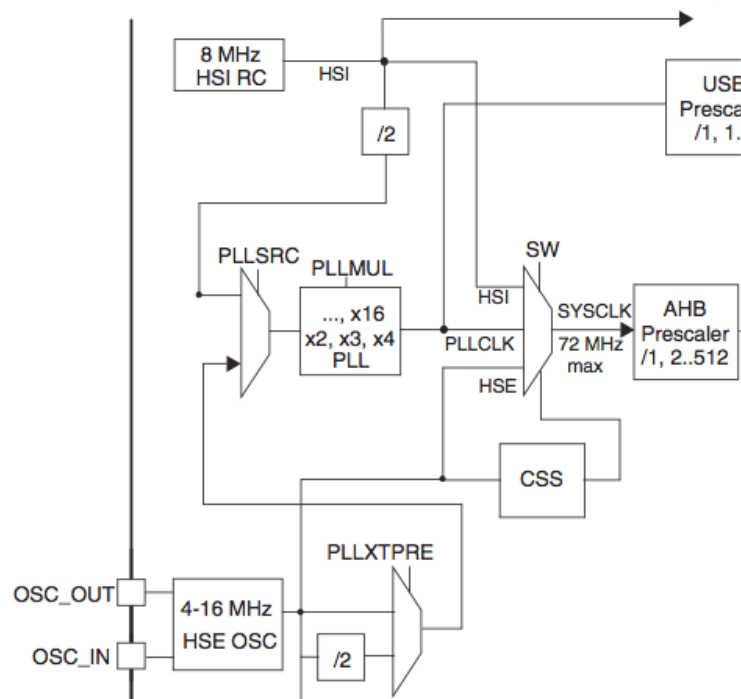 8 MHz
HSI RC
HSI
/2
USB
Presca
/1, 1..
PLLSRC
PLLMUL
..., x16
x2, x3, x4
PLL
SW
HSI
PLLCLK
HSE
SYSCLK
72 MHz
max
AHB
Prescaler
/1, 2..512
CSS
PLLXTPRE
OSC_OUT
OSC_IN
4-16 MHz
HSE OSC
/2